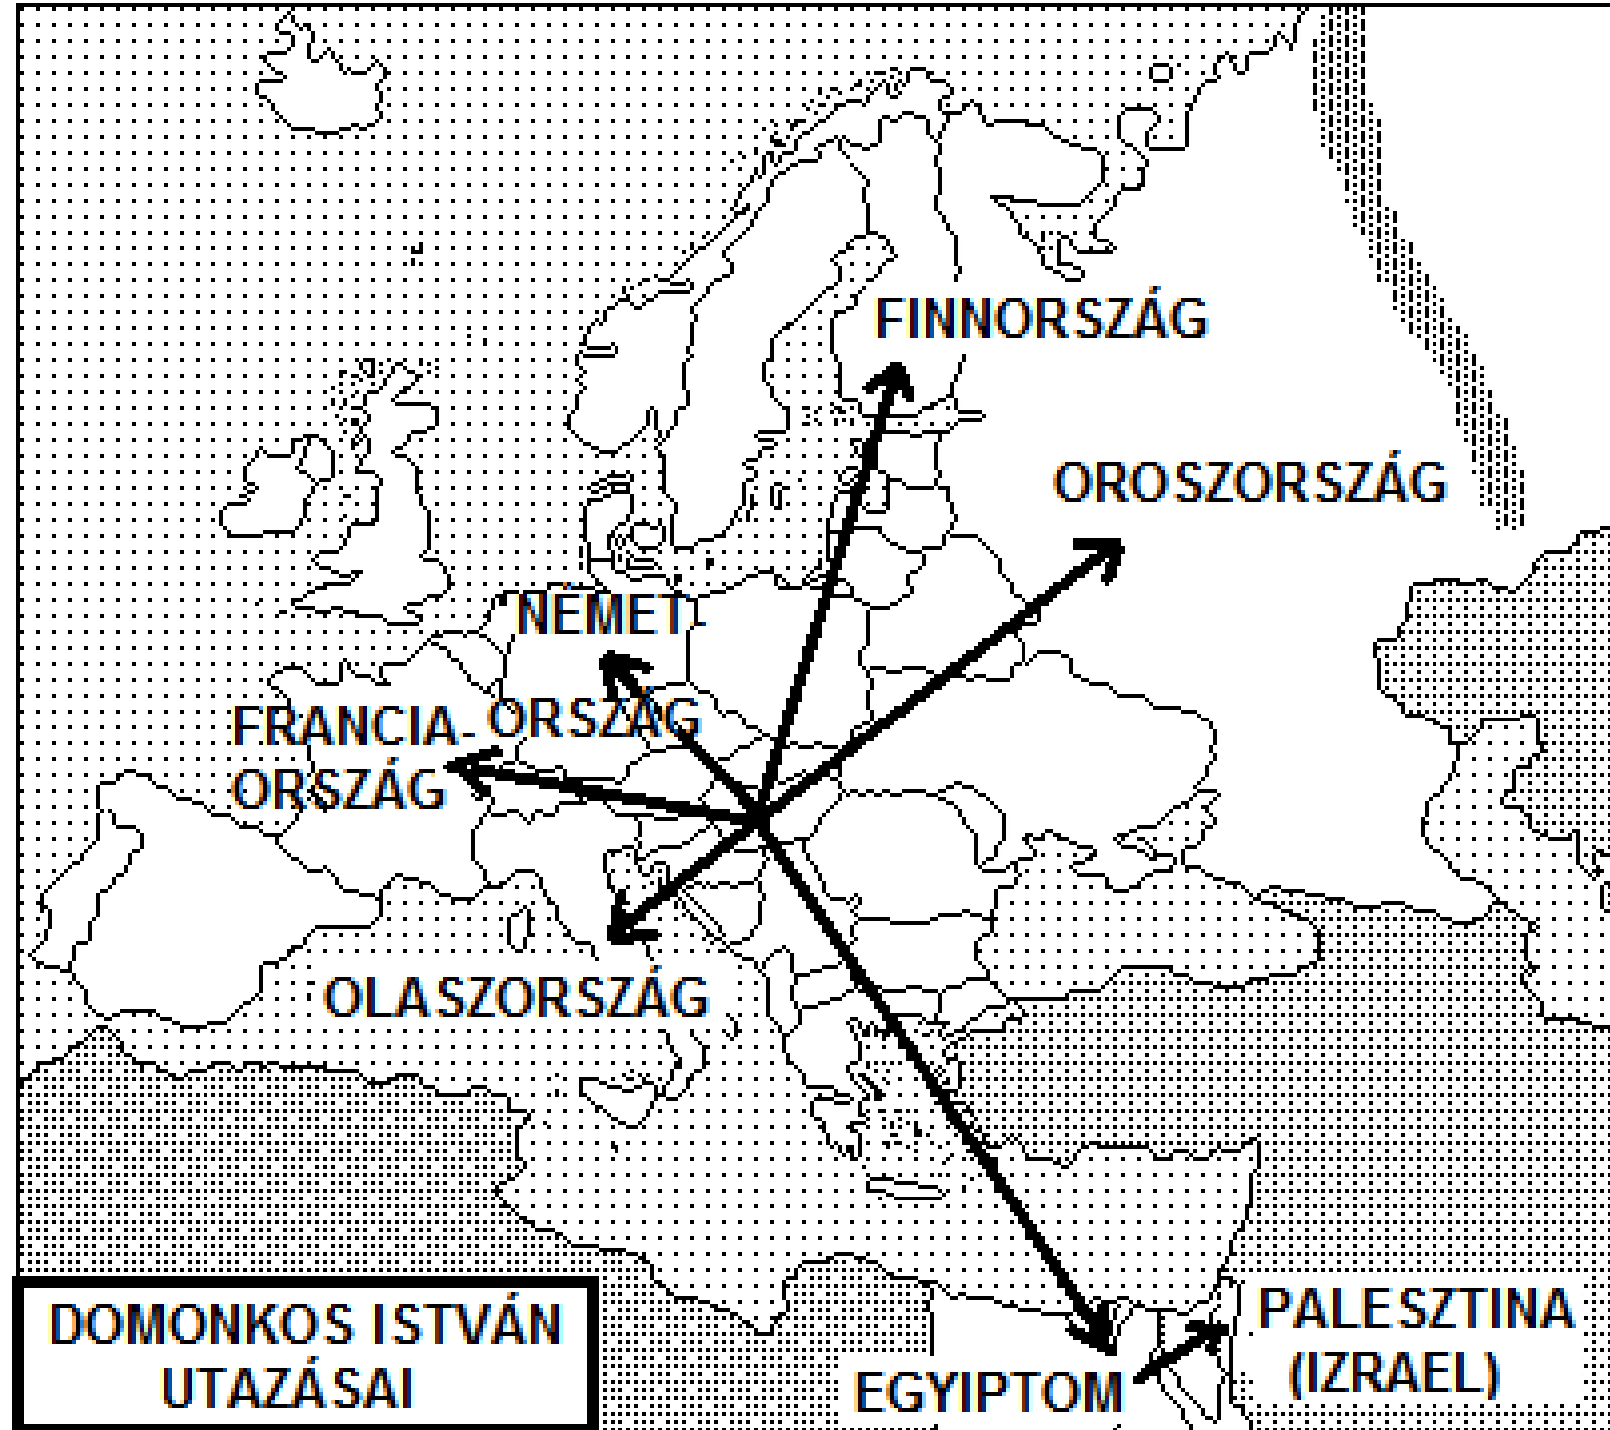 FINNORSZÁG
OROSZORSZÁG
NÉMET-
ORSZÁG
FRANCIA-
ORSZÁG
OLASZORSZÁG
DOMONKOS ISTVÁN
UTAZÁSAI
EGYIPTOM
PALESZTINA
(IZRAEL)